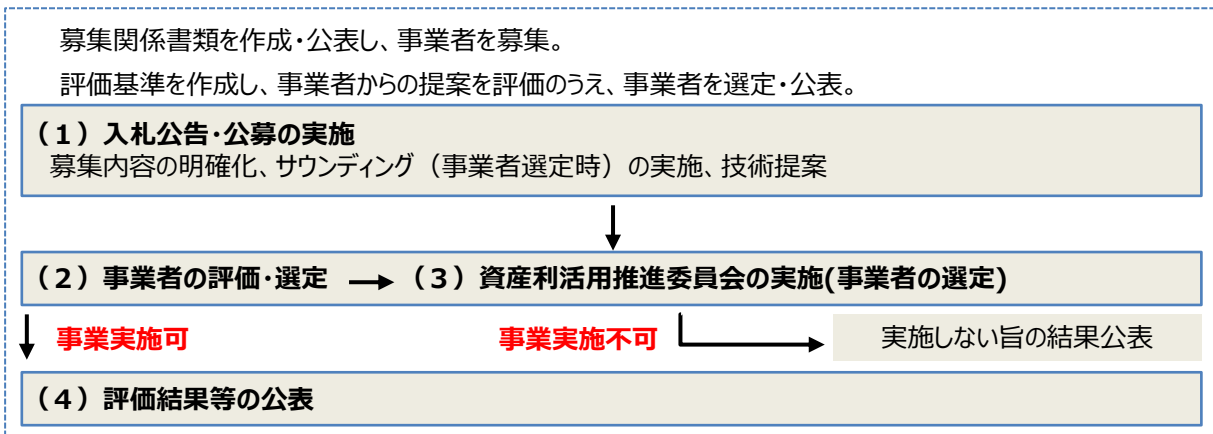 募集関係書類を作成・公表し、事業者を募集。
評価基準を作成し、事業者からの提案を評価のうえ、事業者を選定・公表。
（１）入札公告・公募の実施
募集内容の明確化、サウンディング（事業者選定時）の実施、技術提案
（２）事業者の評価・選定 → （３）資産利活用推進委員会の実施(事業者の選定)
事業実施可 事業実施不可 実施しない旨の結果公表
（４）評価結果等の公表